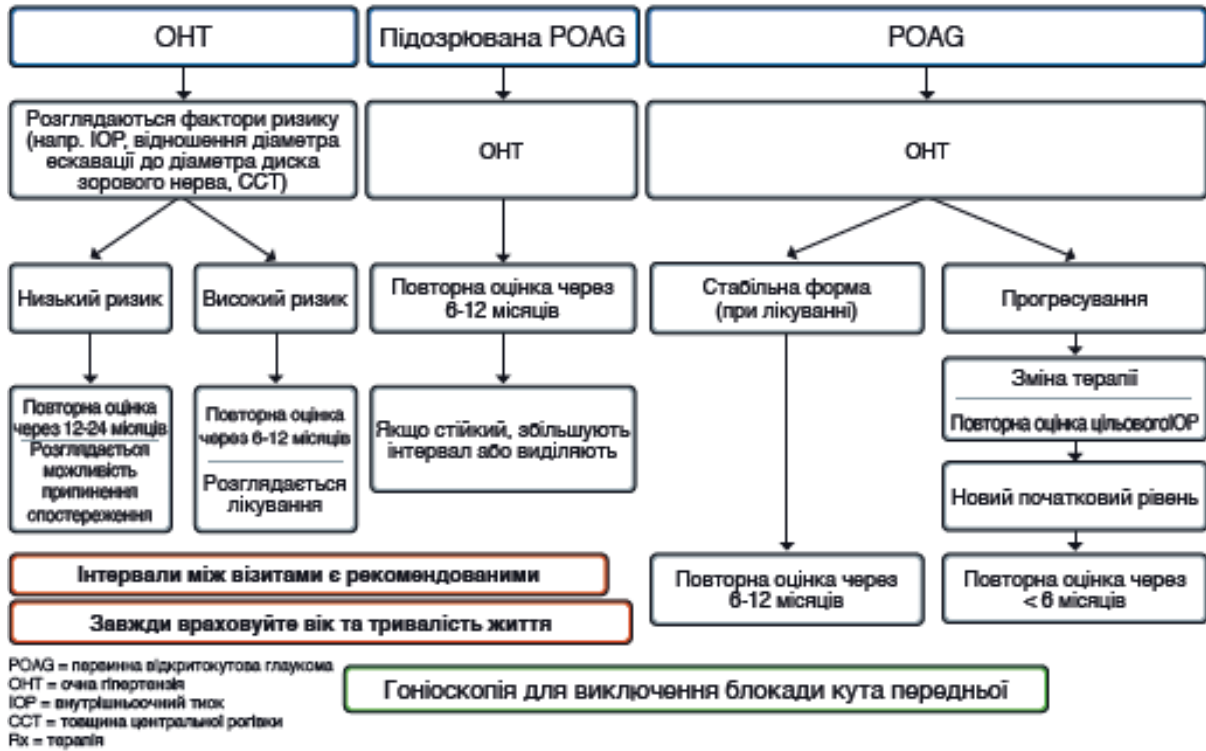 ОНТ
Підозрювана POAG
POAG
Розглядаються фактори ризику
(напр. IOP, відношення діаметра
ескавації до діаметра диска
зорового нерва, CCT)
ОНТ
ОНТ
Низький ризик
Високий ризик
Повторна оцінка через
6-12 місяців
Стабільна форма
(при лікуванні)
Прогресування
Повторна оцінка
через 12-24 місяців
Розглядається
можливість
припинення
спостереження
Повторна оцінка
через 6-12 місяців
Розглядається
лікування
Якщо стійкий, збільшують
інтервал або виділяють
Зміна терапії
Повторна оцінка цільовогоIOP
Новий початковий рівень
Повторна оцінка через
6-12 місяців
Повторна оцінка через
< 6 місяців
Інтервали між візитами є рекомендованими
Завжди враховуйте вік та тривалість життя
POAG = первинна відкритокутова глаукома
ОНТ = очна гіпертензія
IOP = внутрішньоочний тиск
CCT = товщина центральної рогівки
Rx = терапія
Гоніоскопія для виключення блокади кута передньої